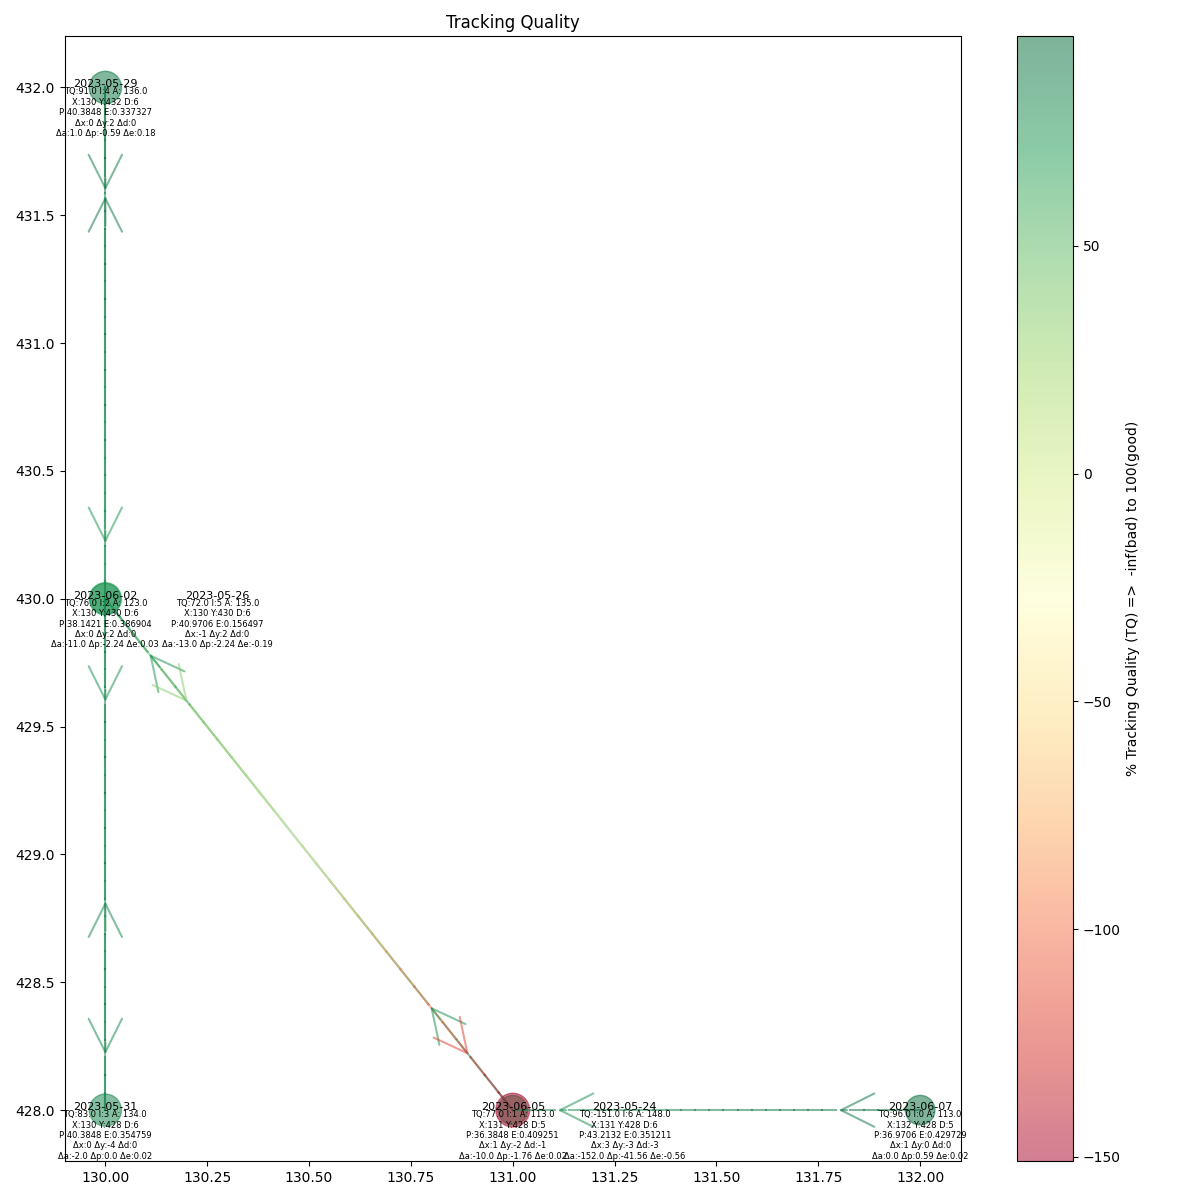 Tracking Quality
432.0
431.5
431.0
430.5
430.0
429.5
429.0
428.5
428.0
2023-05-29
TQ:91.0 I:4 A: 136.0
X:130 Y:432 D:6
P:40.3848 E:0.337327
Δx:0 Δy:2 Δd:0
Δa:1.0 Δp:-0.59 Δe:0.18
2023-06-02
TQ:76.0 I:2 A: 123.0
X:130 Y:430 D:6
P:38.1421 E:0.386904
Δx:0 Δy:2 Δd:0
Δa:-11.0 Δp:-2.24 Δe:0.03
2023-05-26
TQ:72.0 I:5 A: 135.0
X:130 Y:430 D:6
P:40.9706 E:0.156497
Δx:-1 Δy:2 Δd:0
Δa:-13.0 Δp:-2.24 Δe:-0.19
2023-05-31
TQ:83.0 I:3 A: 134.0
X:130 Y:428 D:6
P:40.3848 E:0.354759
Δx:0 Δy:-4 Δd:0
Δa:-2.0 Δp:0.0 Δe:0.02
2023-06-05
TQ:77.0 I:1 A: 113.0
X:131 Y:428 D:5
P:36.3848 E:0.409251
Δx:1 Δy:-2 Δd:-1
Δa:-10.0 Δp:-1.76 Δe:0.02
2023-05-24
TQ:-151.0 I:6 A: 148.0
X:131 Y:428 D:6
P:43.2132 E:0.351211
Δx:3 Δy:-3 Δd:-3
Δa:-152.0 Δp:-41.56 Δe:-0.56
2023-06-07
TQ:96.0 I:0 A: 113.0
X:132 Y:428 D:5
P:36.9706 E:0.429729
Δx:1 Δy:0 Δd:0
Δa:0.0 Δp:0.59 Δe:0.02
130.00 130.25 130.50 130.75 131.00 131.25 131.50 131.75 132.00
50
0
−50
−100
−150
% Tracking Quality (TQ) => -inf(bad) to 100(good)